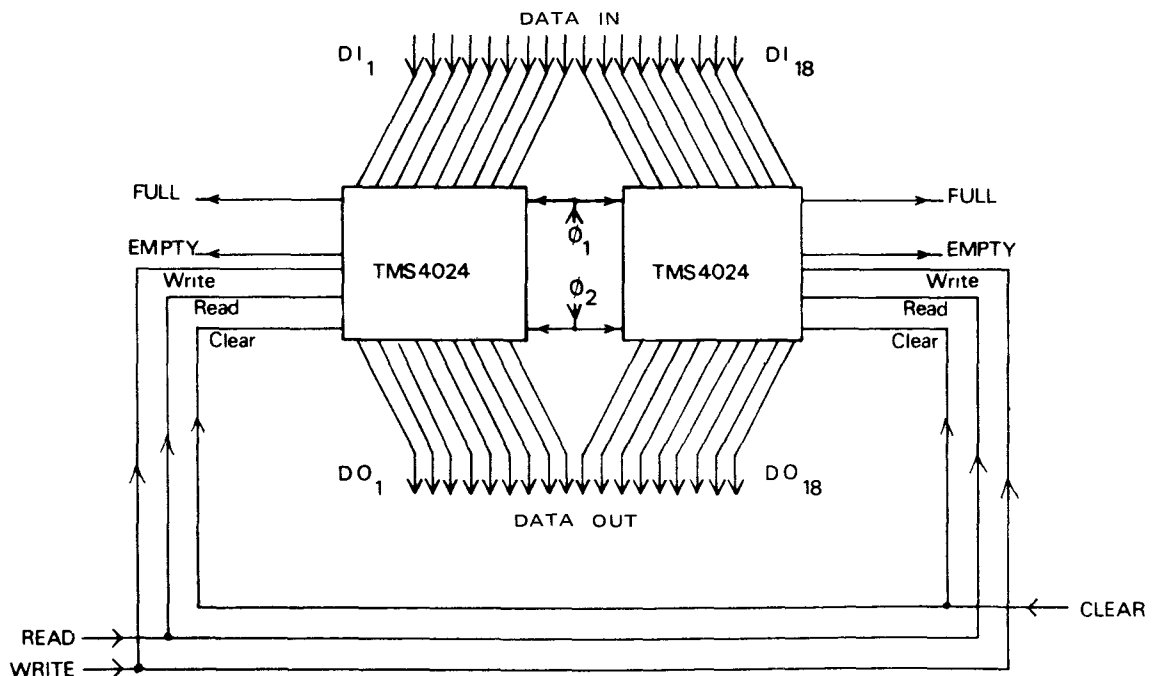 DATA IN
DI1 DI18
FULL FULL
Ø1
EMPTY EMPTY
TMS4024 TMS4024
Write Write
Ø2
Read Read
Clear Clear
DO1 DO18
DATA OUT
CLEAR
READ
WRITE